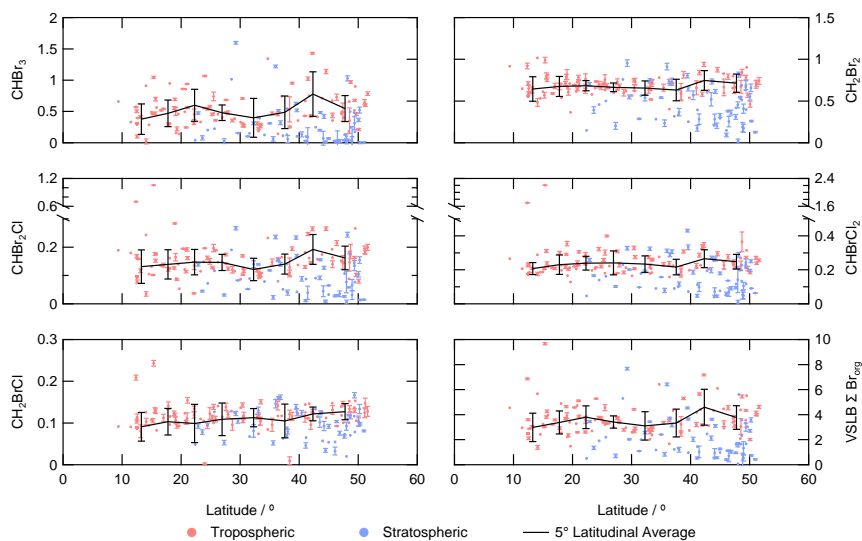 2
1.5
1
0.5
0
CHBr3
1.5
1.0
0.5
0
CH2Br2
1.2
0.6
0.2
0
CHBr2Cl
2.4
1.6
0.4
0.2
0
CHBrCl2
0.3
0.2
0.1
0
CH2BrCl
10
8
6
4
2
0
VSLB Σ Brorg
0 10 20 30 40 50 60
0 10 20 30 40 50 60
Latitude / º
Latitude / º
Tropospheric Stratospheric 5° Latitudinal Average